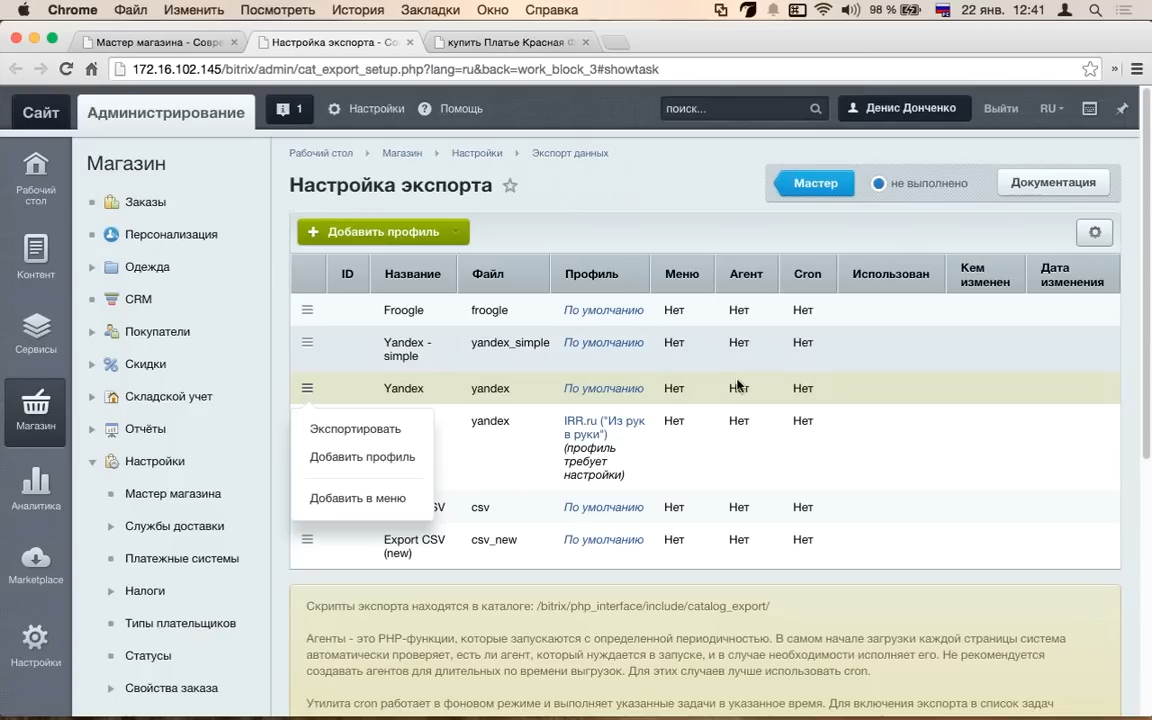 Chrome Файл Изменить Посмотреть История Закладки Окно Справка 98 % 22 янв. 12:41
Мастер магазина - Совре × Настройка экспорта - Со × купить Платье Красная Ф ×
172.16.102.145/bitrix/admin/cat_export_setup.php?lang=ru&back=work_block_3#showtask »
Сайт Администрирование 1 Настройки Помощь поиск... Денис Донченко Выйти RU
Рабочий стол
Контент
Сервисы
Магазин
Аналитика
Marketplace
Настройки
Магазин
Заказы
Персонализация
Одежда
CRM
Покупатели
Скидки
Складской учет
Отчёты
Настройки
Мастер магазина
Службы доставки
Платежные системы
Налоги
Типы плательщиков
Статусы
Свойства заказа
Рабочий стол Магазин Настройки Экспорт данных
Настройка экспорта
Мастер не выполнено Документация
+ Добавить профиль
ID Название Файл Профиль Меню Агент Cron Использован Кем изменен Дата изменения
Froogle froogle По умолчанию Нет Нет Нет
Yandex - simple yandex_simple По умолчанию Нет Нет Нет
Yandex yandex По умолчанию Нет Нет Нет
yandex IRR.ru ("Из рук Нет Нет Нет
в руки")
(профиль
требует
настройки)
Экспортировать
Добавить профиль
Добавить в меню
SV csv По умолчанию Нет Нет Нет
Export CSV (new) csv_new По умолчанию Нет Нет Нет
Скрипты экспорта находятся в каталоге: /bitrix/php_interface/include/catalog_export/
Агенты - это PHP-функции, которые запускаются с определенной периодичностью. В самом начале загрузки каждой страницы система
автоматически проверяет, есть ли агент, который нуждается в запуске, и в случае необходимости исполняет его. Не рекомендуется
создавать агентов для длительных по времени выгрузок. Для этих случаев лучше использовать cron.
Утилита cron работает в фоновом режиме и выполняет указанные задачи в указанное время. Для включения экспорта в список задач